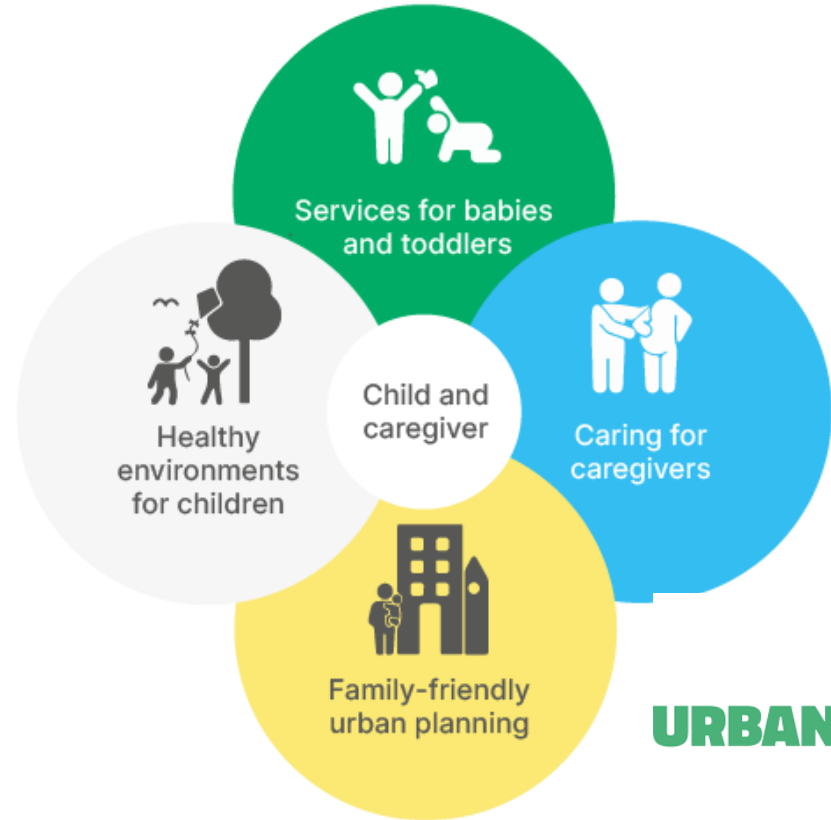 Services for babies
and toddlers
Healthy
environments
for children
Child and
caregiver
Caring for
caregivers
Family-friendly
urban planning
URBAN